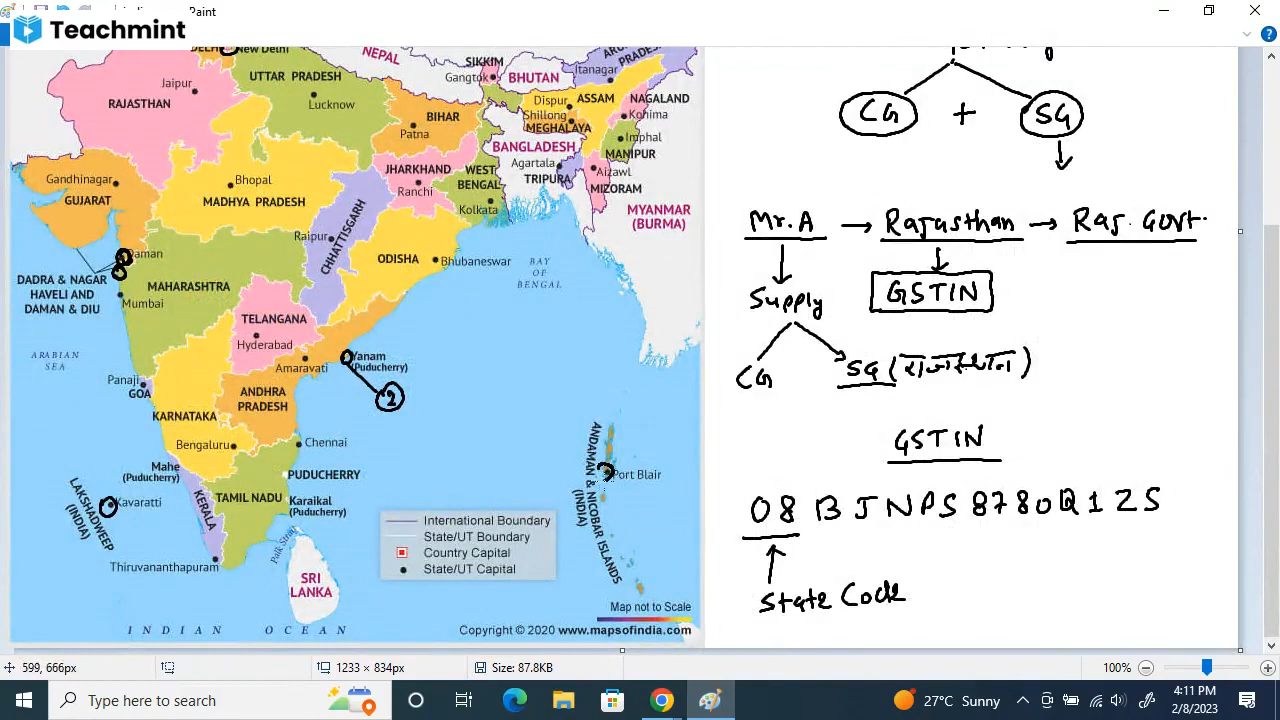 Paint
Teachmint
DELHI
New Delhi
NEPAL
SIKKIM
Gangtok
BHUTAN
Itanagar
Jaipur
RAJASTHAN
UTTAR PRADESH
Lucknow
BIHAR
Patna
Dispur
ASSAM
Shillong
MEGHALAYA
NAGALAND
Kohima
Imphal
MANIPUR
BANGLADESH
Agartala
TRIPURA
Aizawl
MIZORAM
MYANMAR
(BURMA)
Gandhinagar
GUJARAT
Bhopal
MADHYA PRADESH
JHARKHAND
Ranchi
WEST
BENGAL
Kolkata
Raipur
CHHATTISGARH
ODISHA
Bhubaneswar
BAY
OF
BENGAL
Daman
DADRA & NAGAR
HAVELI AND
DAMAN & DIU
MAHARASHTRA
Mumbai
TELANGANA
Hyderabad
Amaravati
Yanam
(Puducherry)
2
ARABIAN
SEA
Panaji
GOA
KARNATAKA
ANDHRA
PRADESH
Bengaluru
Chennai
Mahe
(Puducherry)
PUDUCHERRY
LAKSHADWEEP
(INDIA)
Kavaratti
KERALA
TAMIL NADU
Karaikal
(Puducherry)
Thiruvananthapuram
Palk Strait
SRI
LANKA
ANDAMAN & NICOBAR ISLANDS
(INDIA)
Port Blair
International Boundary
State/UT Boundary
Country Capital
State/UT Capital
Map not to Scale
INDIAN OCEAN
Copyright © 2020 www.mapsofindia.com
CG + SG
Mr. A → Rajasthan → Raj. Govt.
Supply
GSTIN
CG
SG (राजस्थान)
GSTIN
08 BJNPS8780Q1ZS
State Code
599, 666px
1233 × 834px
Size: 87.8KB
100%
Type here to search
27°C Sunny
4:11 PM
2/8/2023